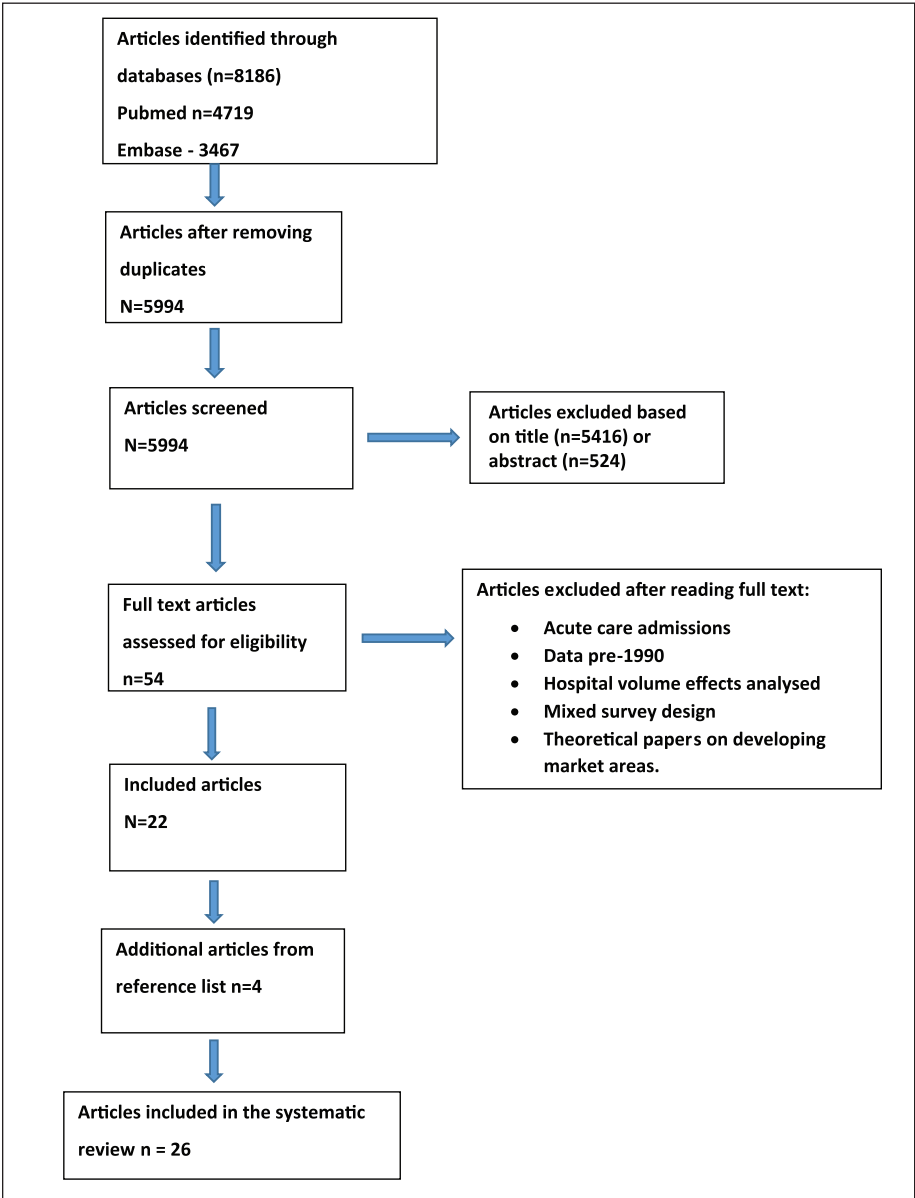 Articles identified through
databases (n=8186)
Pubmed n=4719
Embase - 3467
Articles after removing
duplicates
N=5994
Articles screened
N=5994
Articles excluded based
on title (n=5416) or
abstract (n=524)
Full text articles
assessed for eligibility
n=54
Articles excluded after reading full text:
• Acute care admissions
• Data pre-1990
• Hospital volume effects analysed
• Mixed survey design
• Theoretical papers on developing
market areas.
Included articles
N=22
Additional articles from
reference list n=4
Articles included in the systematic
review n = 26